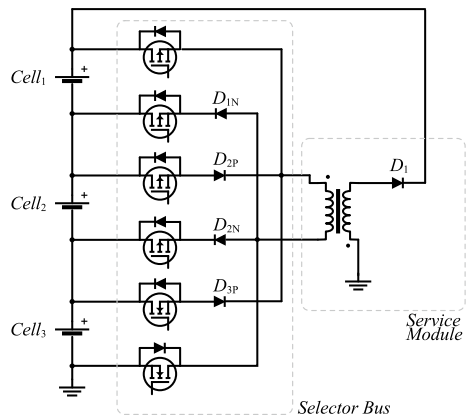 +
Cell1
D1N
D2P
D1
+
Cell2
D2N
D3P
+
Cell3
Service
Module
Selector Bus